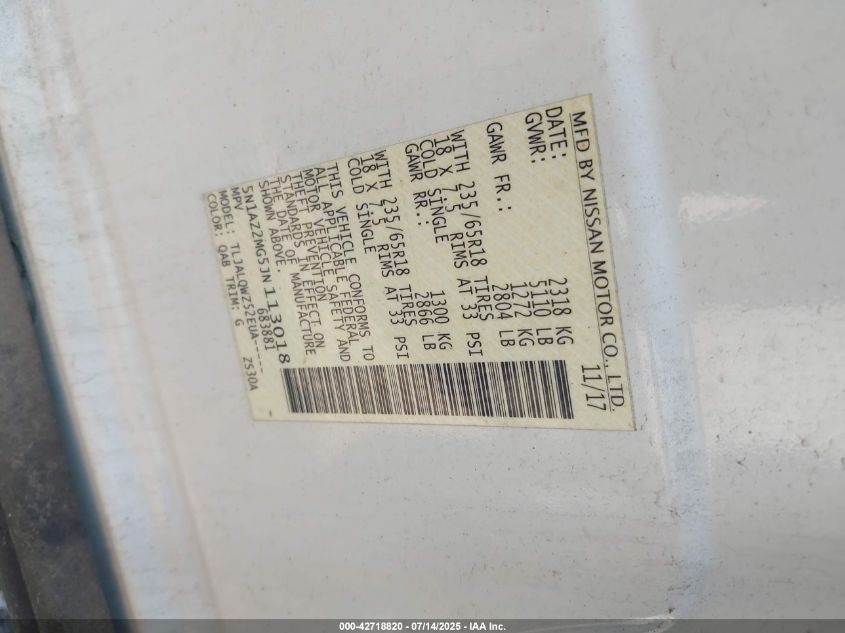 MFD BY NISSAN MOTOR CO., LTD.
DATE: 11/17
GVWR: 2318 KG
5110 LB
GAWR FR.: 1272 KG
2804 LB
WITH 235/65R18 TIRES
18 X 7.5 RIMS AT 33 PSI
COLD SINGLE
GAWR RR.: 1300 KG
2866 LB
WITH 235/65R18 TIRES
18 X 7.5 RIMS AT 33 PSI
COLD SINGLE
THIS VEHICLE CONFORMS TO
ALL APPLICABLE FEDERAL
MOTOR VEHICLE SAFETY AND
THEFT PREVENTION
STANDARDS IN EFFECT ON
THE DATE OF MANUFACTURE
SHOWN ABOVE.
683881
5N1AZ2MG5JN113018
MPV
MODEL: TLJALQWZ52EUA----- Z530A
COLOR: QAB TRIM: G
000-42718820 - 07/14/2025 - IAA Inc.